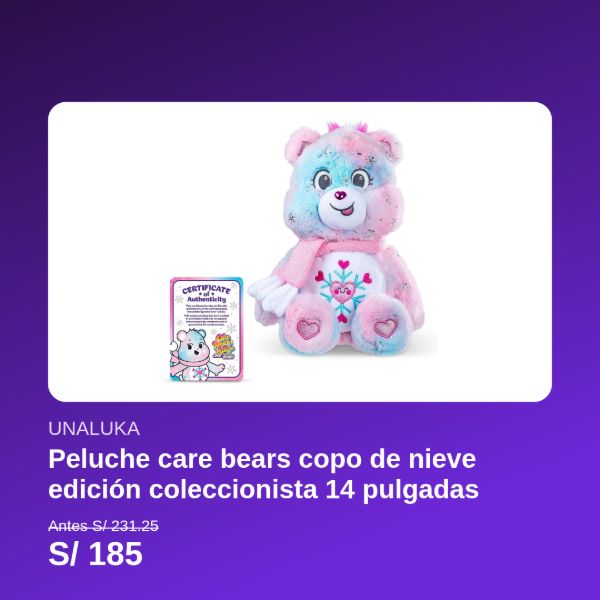 CERTIFICATE
of
Authenticity
UNALUKA
Peluche care bears copo de nieve
edición coleccionista 14 pulgadas
Antes S/ 231.25
S/ 185